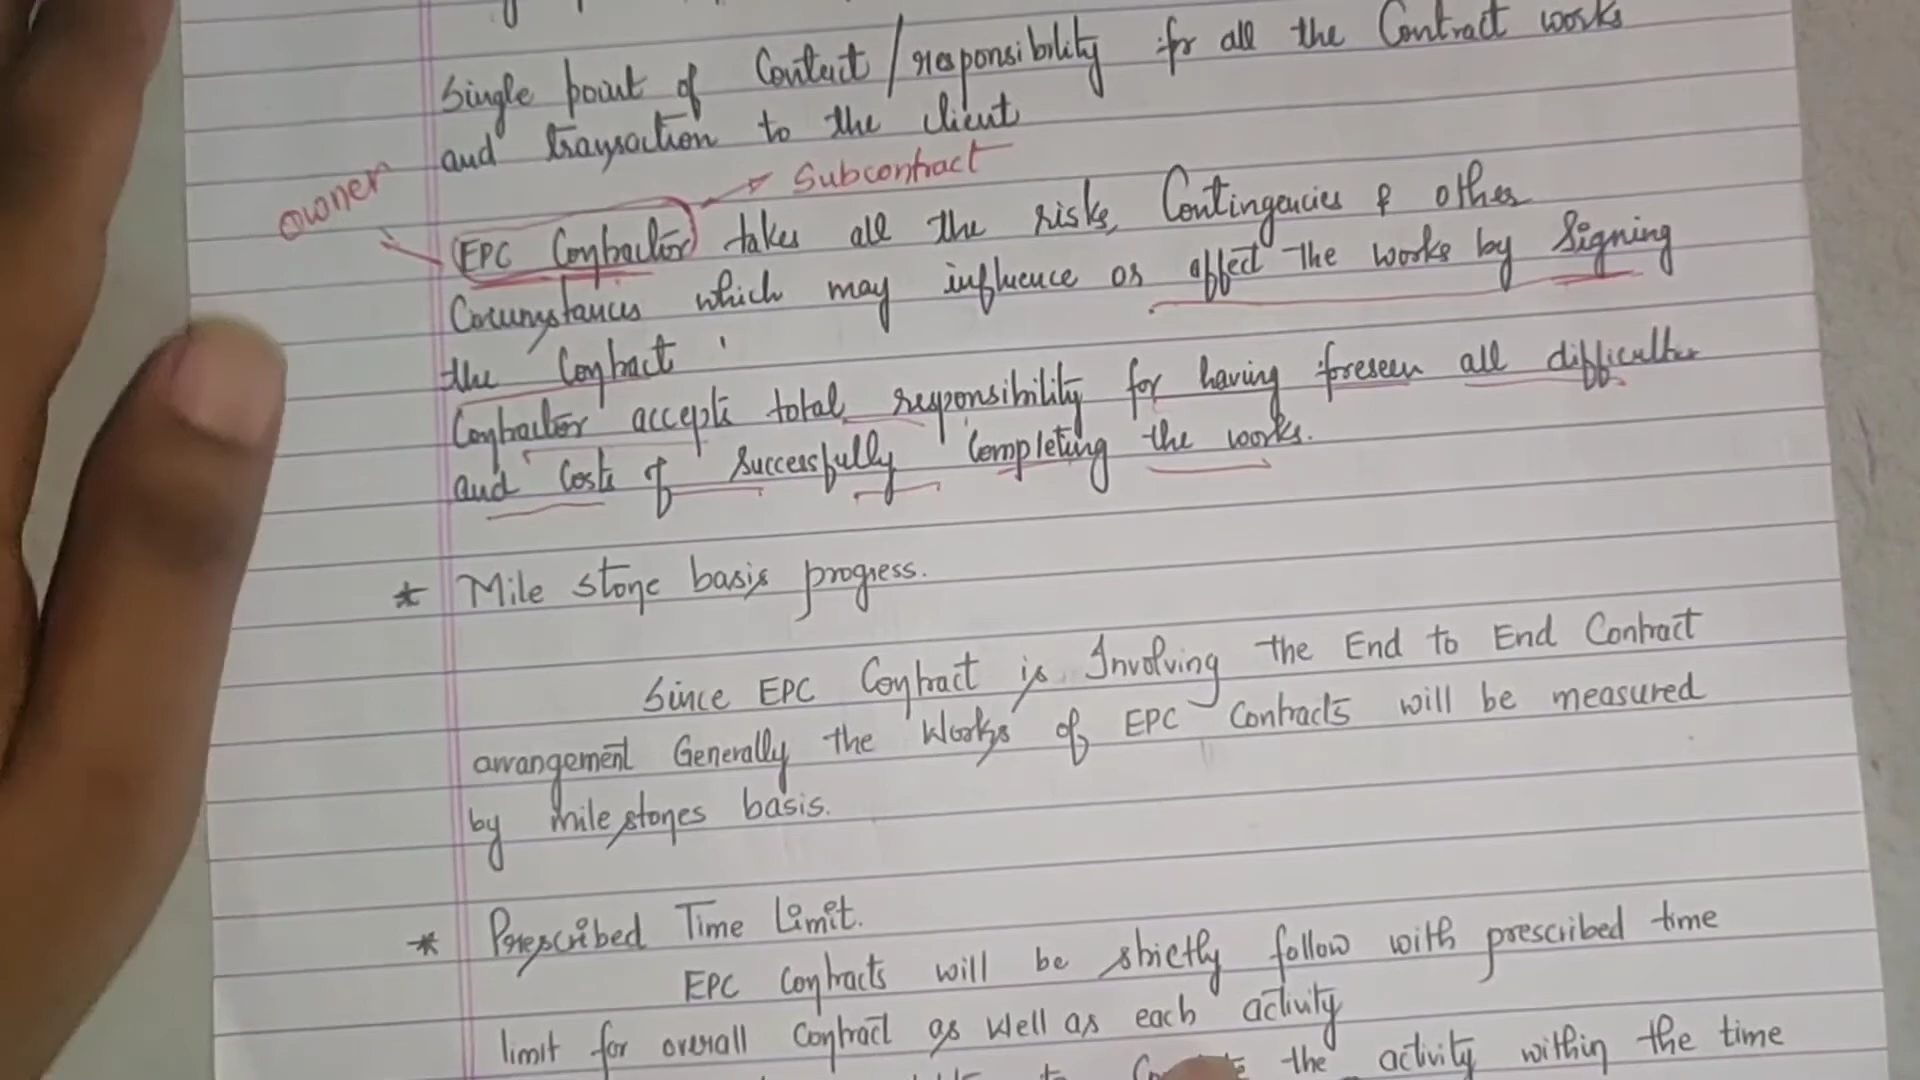 Single point of Contact/responsibility for all the Contract works
and transaction to the client
Subcontract
owner
EPC Contractor takes all the risks, Contingencies & other
Circumstances which may influence or affect the works by Signing
the Contract.
Contractor accepts total responsibility for having foreseen all difficulties
and Costs of successfully Completing the works.
* Mile stone basis progress.
Since EPC Contract is Involving the End to End Contract
arrangement Generally the Works of EPC Contracts will be measured
by milestones basis.
* Prescribed Time Limit.
EPC Contracts will be strictly follow with prescribed time
limit for overall Contract as well as each activity
the activity within the time